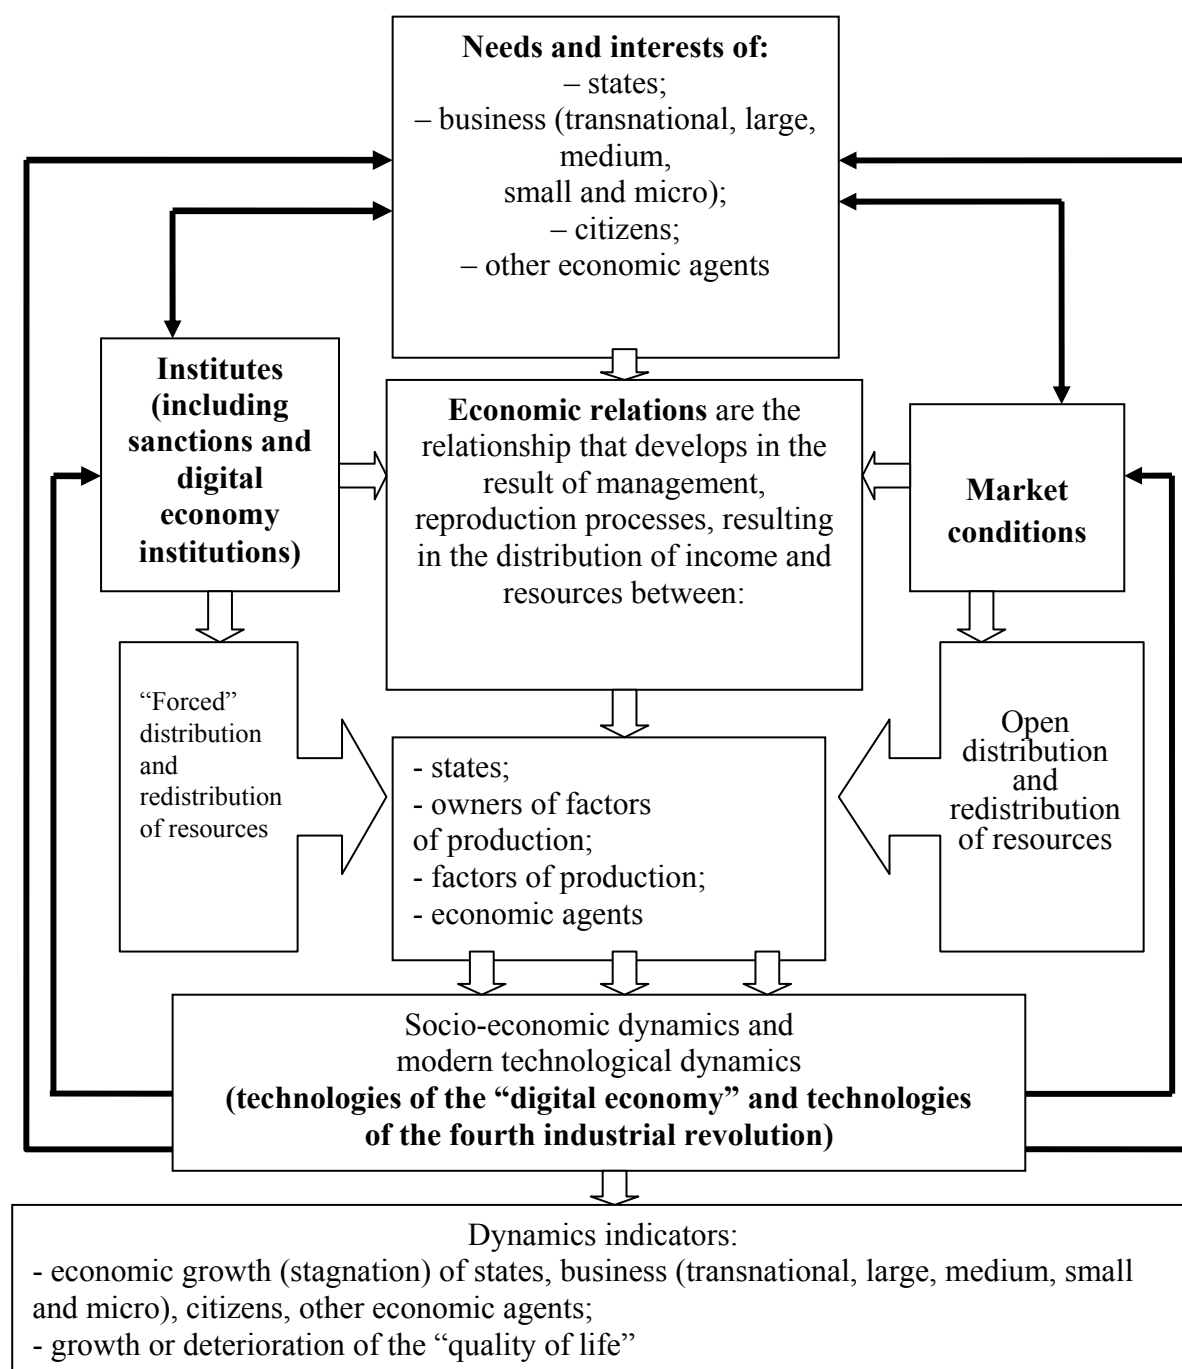 Needs and interests of:
– states;
– business (transnational, large,
medium,
small and micro);
– citizens;
– other economic agents
Institutes
(including
sanctions and
digital
economy
institutions)
Economic relations are the
relationship that develops in the
result of management,
reproduction processes, resulting
in the distribution of income and
resources between:
Market
conditions
“Forced”
distribution
and
redistribution
of resources
- states;
- owners of factors
of production;
- factors of production;
- economic agents
Open
distribution
and
redistribution
of resources
Socio-economic dynamics and
modern technological dynamics
(technologies of the “digital economy” and technologies
of the fourth industrial revolution)
Dynamics indicators:
- economic growth (stagnation) of states, business (transnational, large, medium, small
and micro), citizens, other economic agents;
- growth or deterioration of the “quality of life”